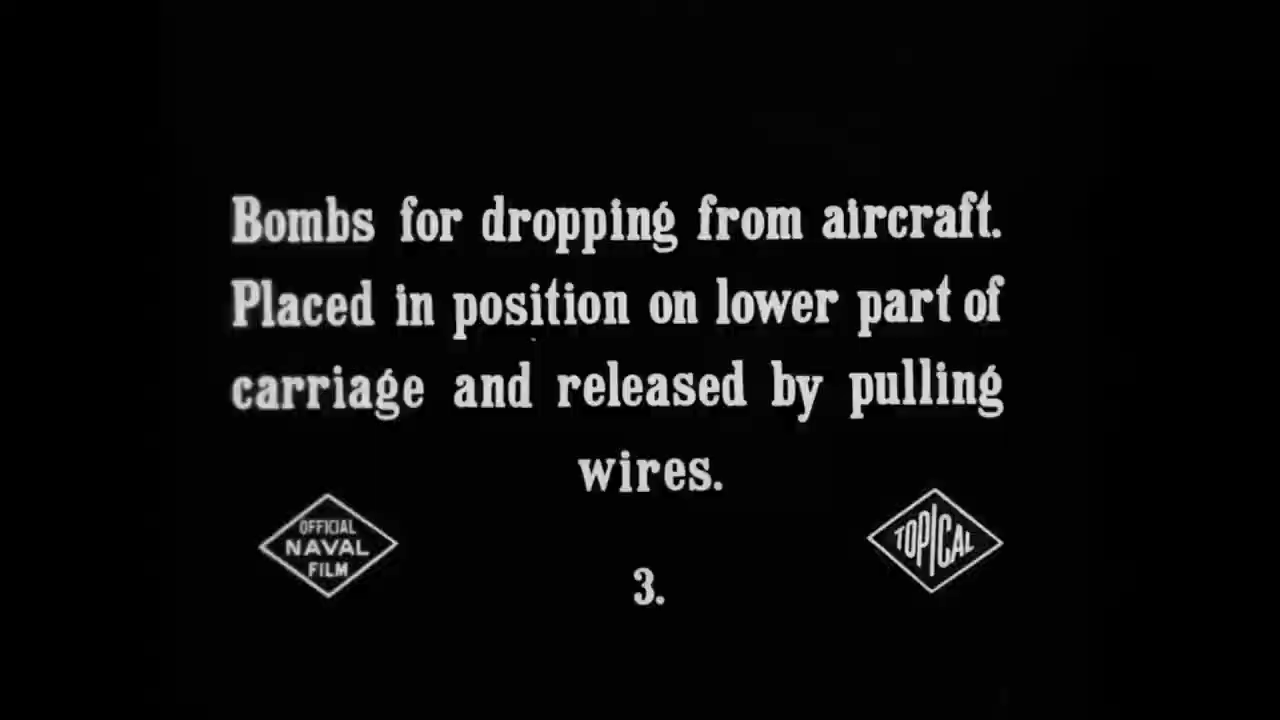 Bombs for dropping from aircraft.
Placed in position on lower part of
carriage and released by pulling
wires.
OFFICIAL
NAVAL
FILM
TOPICAL
3.